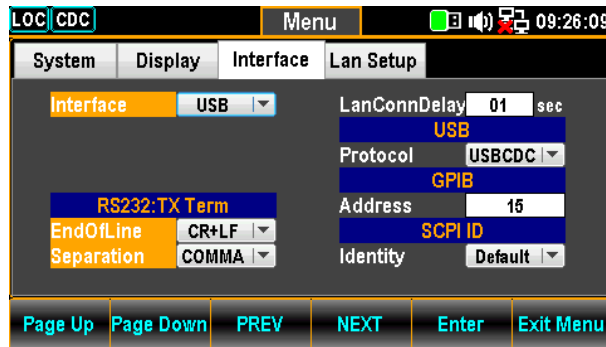 LOC CDC Menu 09:26:09
System Display Interface Lan Setup
Interface USB LanConnDelay 01 sec
USB
Protocol USBCDC
GPIB
RS232:TX Term Address 15
EndOfLine CR+LF SCPI ID
Separation COMMA Identity Default
Page Up Page Down PREV NEXT Enter Exit Menu